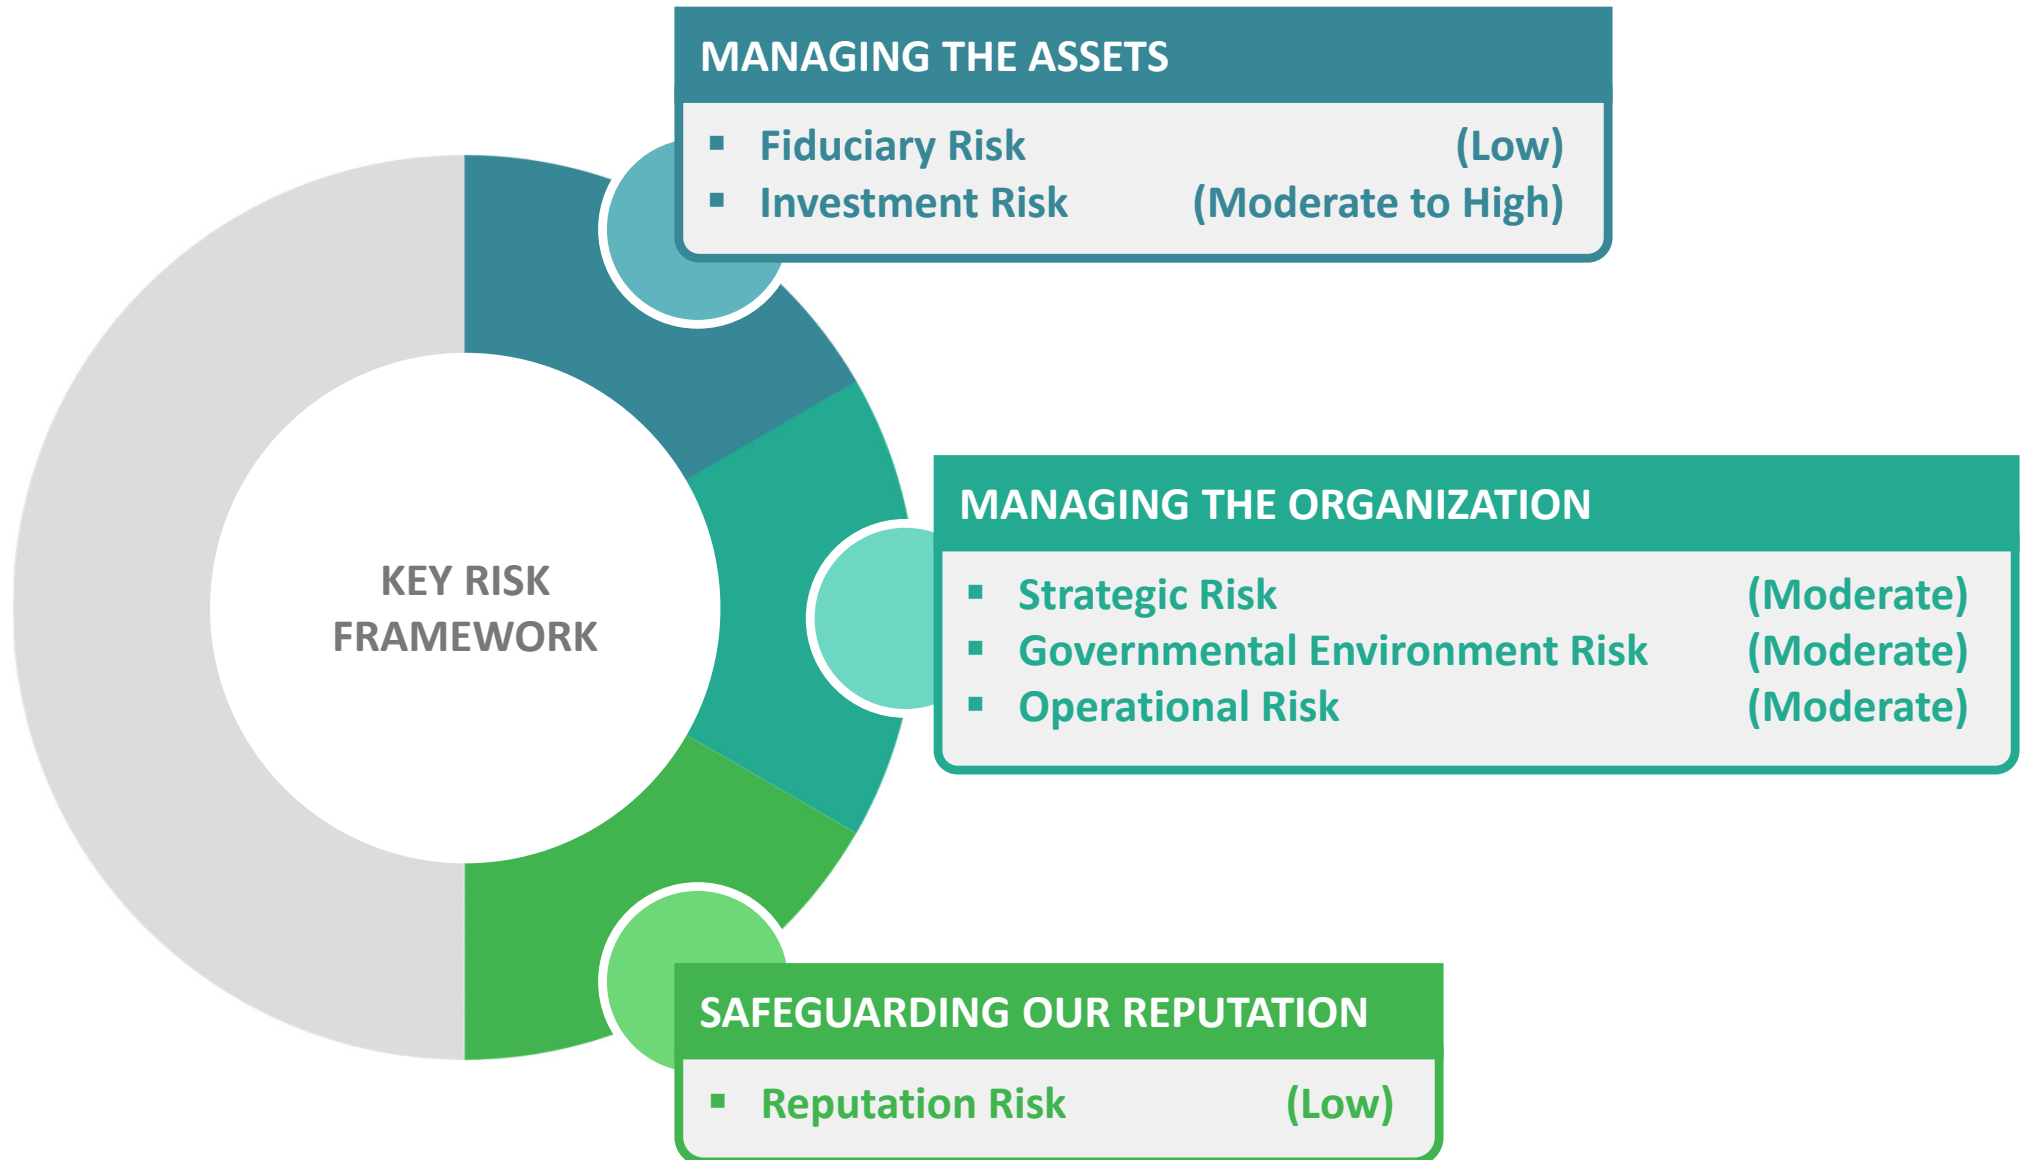 MANAGING THE ASSETS
▪ Fiduciary Risk (Low)
▪ Investment Risk (Moderate to High)
KEY RISK
FRAMEWORK
MANAGING THE ORGANIZATION
▪ Strategic Risk (Moderate)
▪ Governmental Environment Risk (Moderate)
▪ Operational Risk (Moderate)
SAFEGUARDING OUR REPUTATION
▪ Reputation Risk (Low)